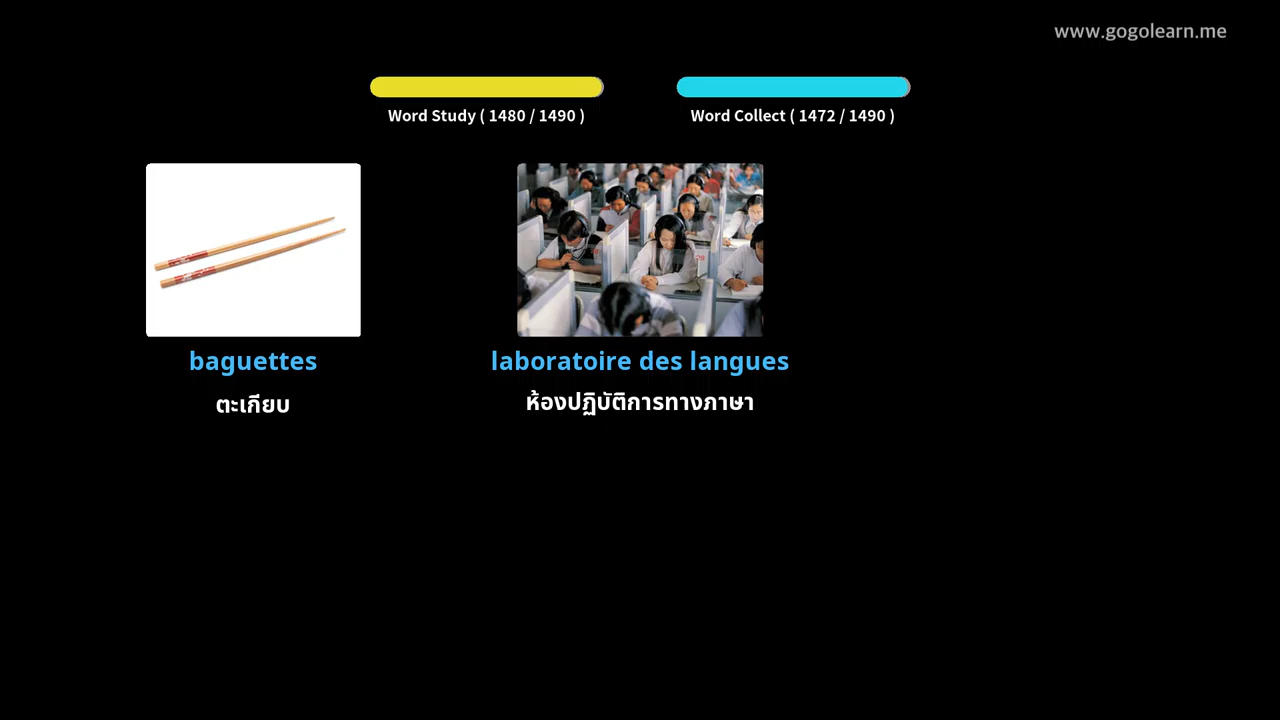 www.gogolearn.me
Word Study ( 1480 / 1490 )
Word Collect ( 1472 / 1490 )
baguettes
laboratoire des langues
ตะเกียบ
ห้องปฏิบัติการทางภาษา